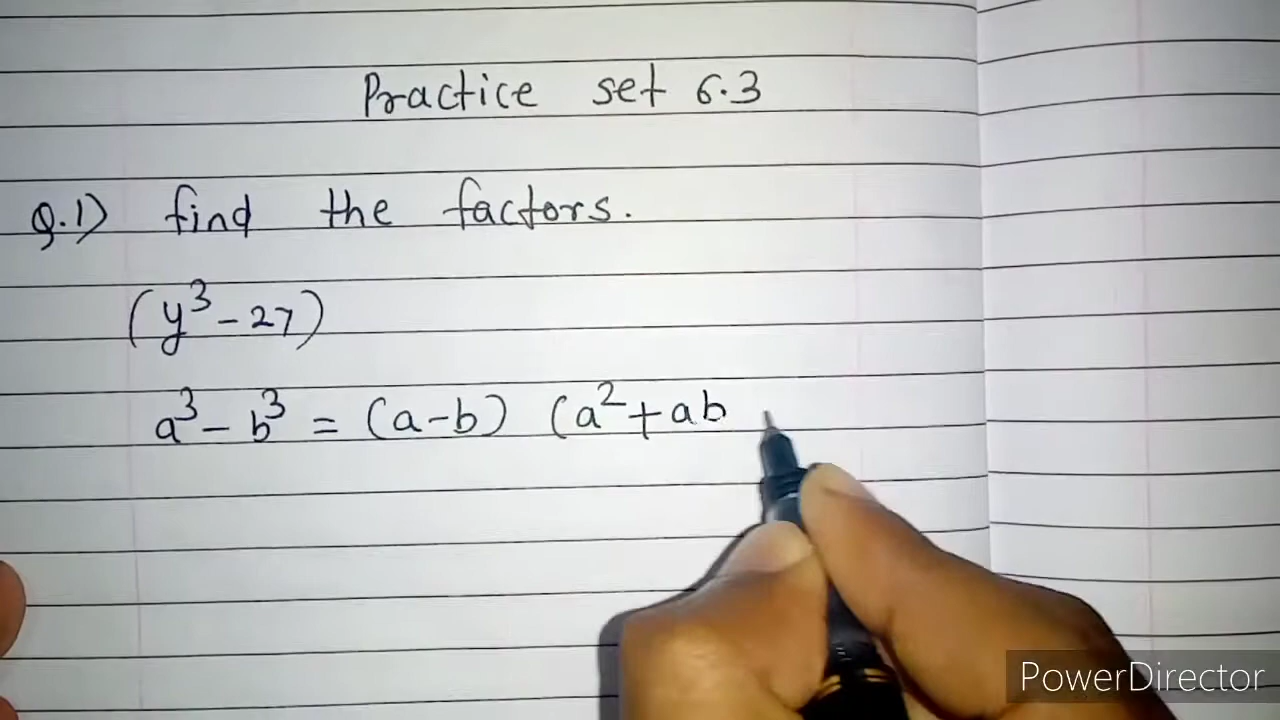 Practice set 6.3
Q.1) find the factors.
(y³-27)
a³-b³ = (a-b) (a²+ab
PowerDirector